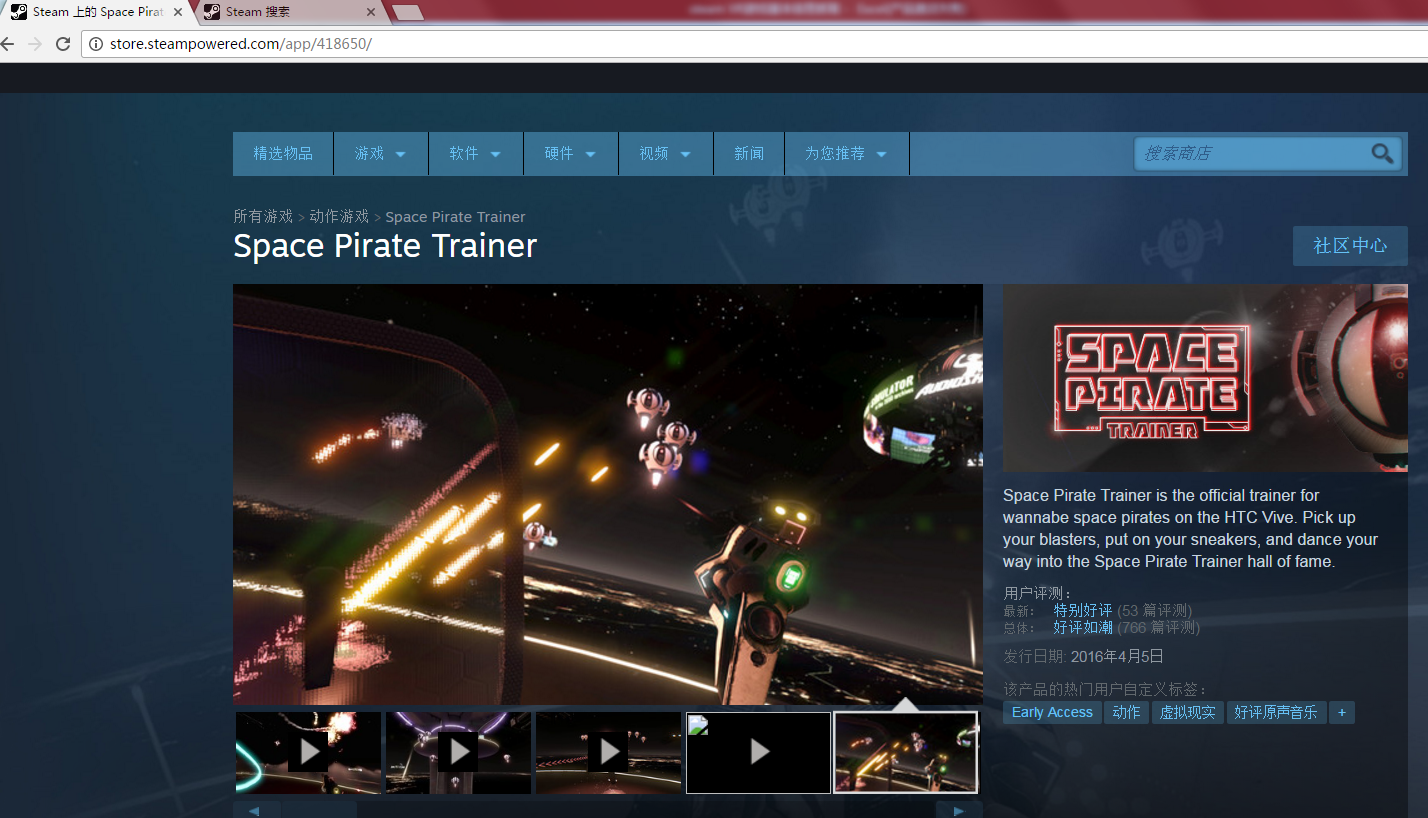 Steam 上的 Space Pirat
Steam 搜索
store.steampowered.com/app/418650/
精选物品
游戏
软件
硬件
视频
新闻
为您推荐
搜索商店
所有游戏 > 动作游戏 > Space Pirate Trainer
Space Pirate Trainer
社区中心
SPACE
PIRATE
TRAINER
Space Pirate Trainer is the official trainer for
wannabe space pirates on the HTC Vive. Pick up
your blasters, put on your sneakers, and dance your
way into the Space Pirate Trainer hall of fame.
用户评测：
最新： 特别好评 (53 篇评测)
总体： 好评如潮 (766 篇评测)
发行日期: 2016年4月5日
该产品的热门用户自定义标签：
Early Access 动作 虚拟现实 好评原声音乐 +